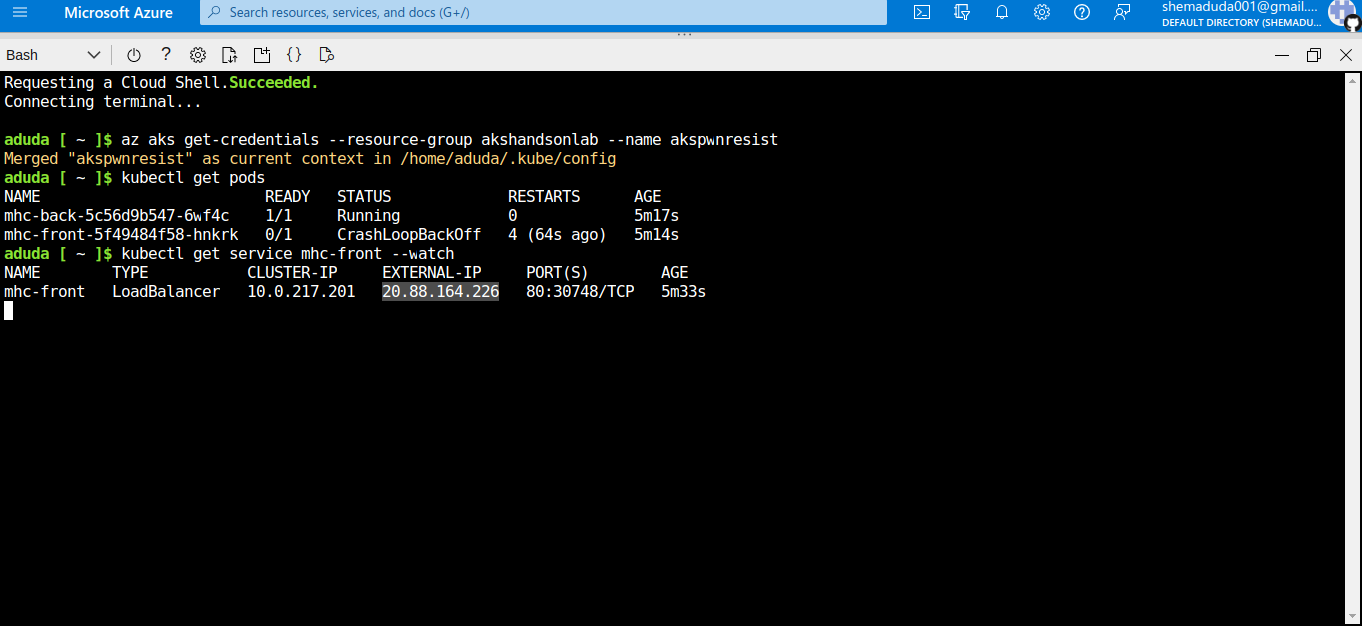 Microsoft Azure
Search resources, services, and docs (G+/)
shemaduda001@gmail....
DEFAULT DIRECTORY (SHEMADU...
Bash
Requesting a Cloud Shell.Succeeded.
Connecting terminal...
aduda [ ~ ]$ az aks get-credentials --resource-group akshandsonlab --name akspwnresist
Merged "akspwnresist" as current context in /home/aduda/.kube/config
aduda [ ~ ]$ kubectl get pods
NAME READY STATUS RESTARTS AGE
mhc-back-5c56d9b547-6wf4c 1/1 Running 0 5m17s
mhc-front-5f49484f58-hnkrk 0/1 CrashLoopBackOff 4 (64s ago) 5m14s
aduda [ ~ ]$ kubectl get service mhc-front --watch
NAME TYPE CLUSTER-IP EXTERNAL-IP PORT(S) AGE
mhc-front LoadBalancer 10.0.217.201 20.88.164.226 80:30748/TCP 5m33s